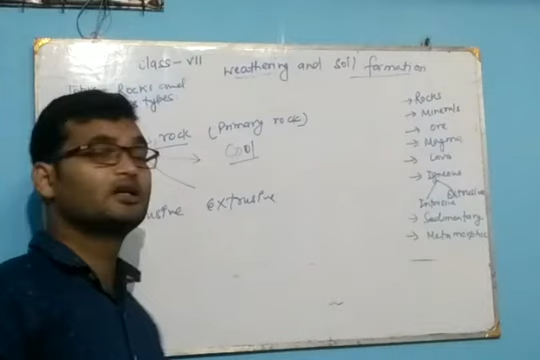 Class-VII Weathering and Soil formation
Rocks and
types
rock (Primary rock)
Cool
usive extrusive
→ Rocks
→ Minerals
→ ore
→ Magma
→ Lava
→ Igneous
Extrusive
Intrusive
→ Sedimentary
→ Metamorphic